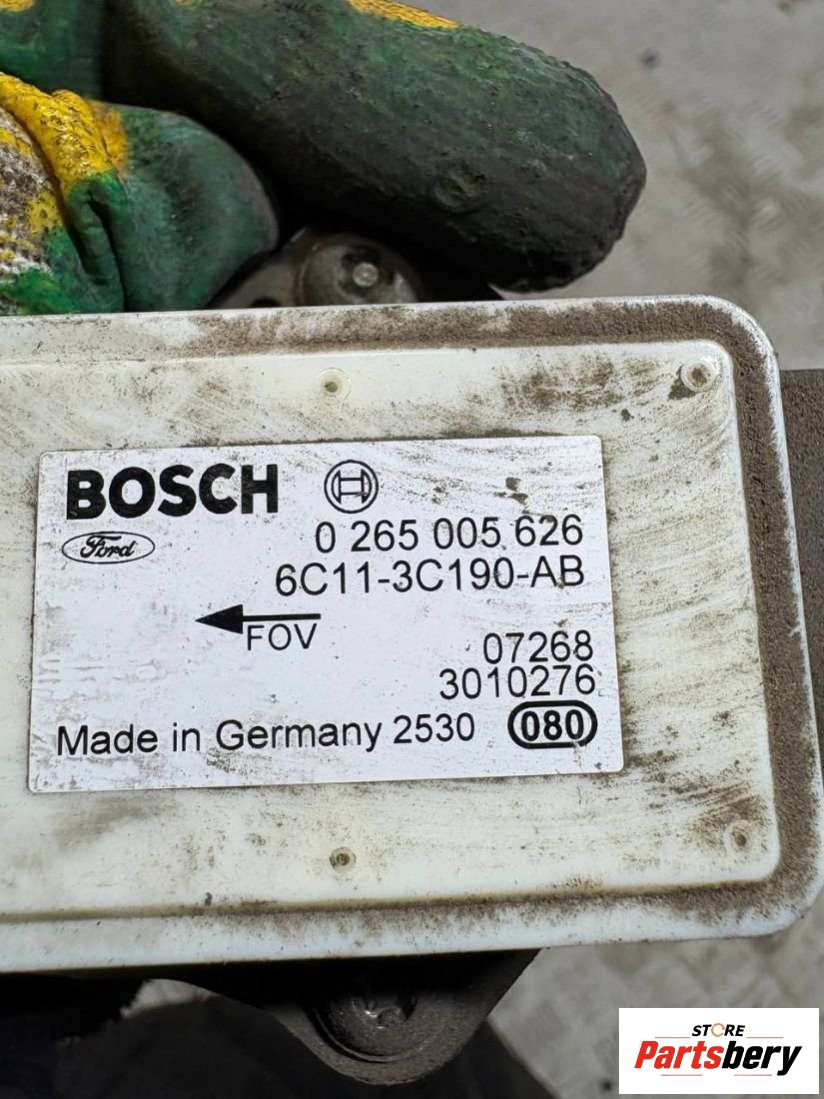 BOSCH
Ford
0 265 005 626
6C11-3C190-AB
FOV
07268
3010276
Made in Germany 2530 080
STORE
Partsbery